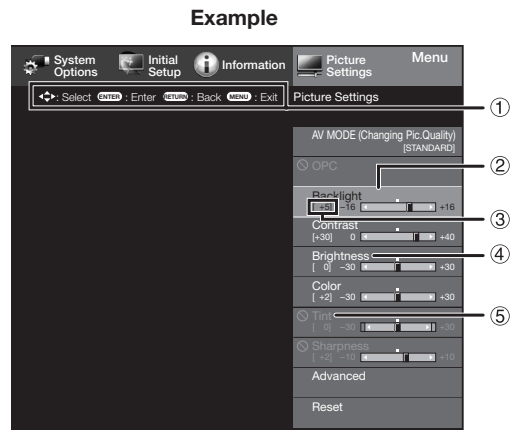 Example
System Options
Initial Setup
Information
Picture Settings
Menu
: Select ENTER : Enter RETURN : Back MENU : Exit
Picture Settings
①
AV MODE (Changing Pic.Quality)
[STANDARD]
OPC
②
Backlight
[ +5] −16 +16
③
Contrast
[+30] 0 +40
Brightness
④
[ 0] −30 +30
Color
[ +2] −30 +30
Tint
⑤
[ 0] −30 +30
Sharpness
[ +2] −10 +10
Advanced
Reset